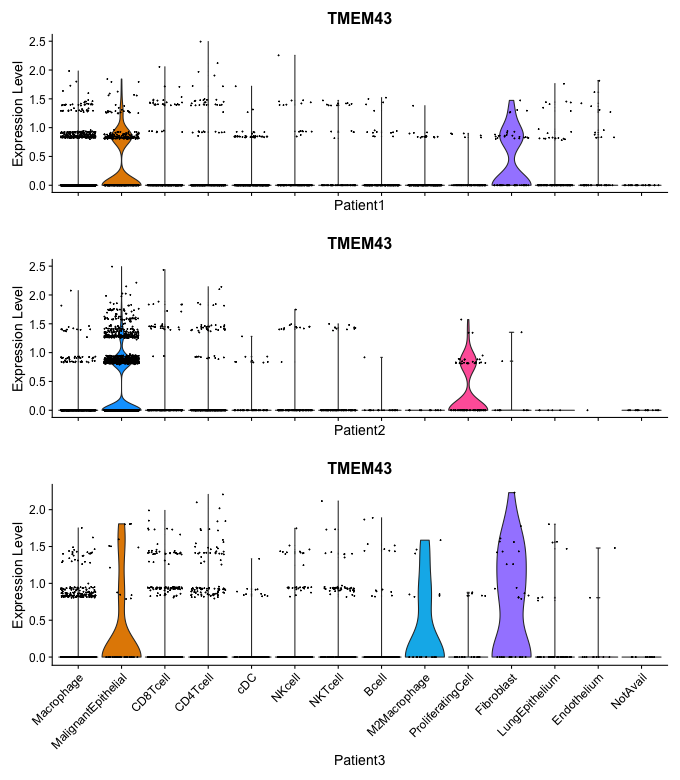 TMEM43
Expression Level
2.5
2.0
1.5
1.0
0.5
0.0
Patient1
TMEM43
Expression Level
2.5
2.0
1.5
1.0
0.5
0.0
Patient2
TMEM43
Expression Level
2.0
1.5
1.0
0.5
0.0
Macrophage
MalignantEpithelial
CD8Tcell
CD4Tcell
cDC
NKcell
NKTcell
Bcell
M2Macrophage
ProliferatingCell
Fibroblast
LungEpithelium
Endothelium
NotAvail
Patient3